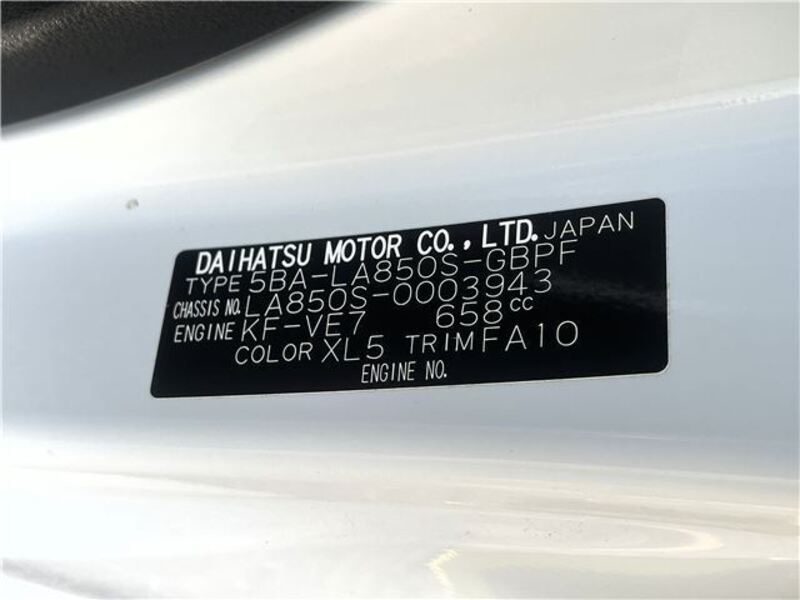 DAIHATSU MOTOR CO., LTD. JAPAN
TYPE 5BA-LA850S-GBPF
CHASSIS NO. LA850S-0003943
ENGINE KF-VE7 658cc
COLOR XL5 TRIM FA10
ENGINE NO.